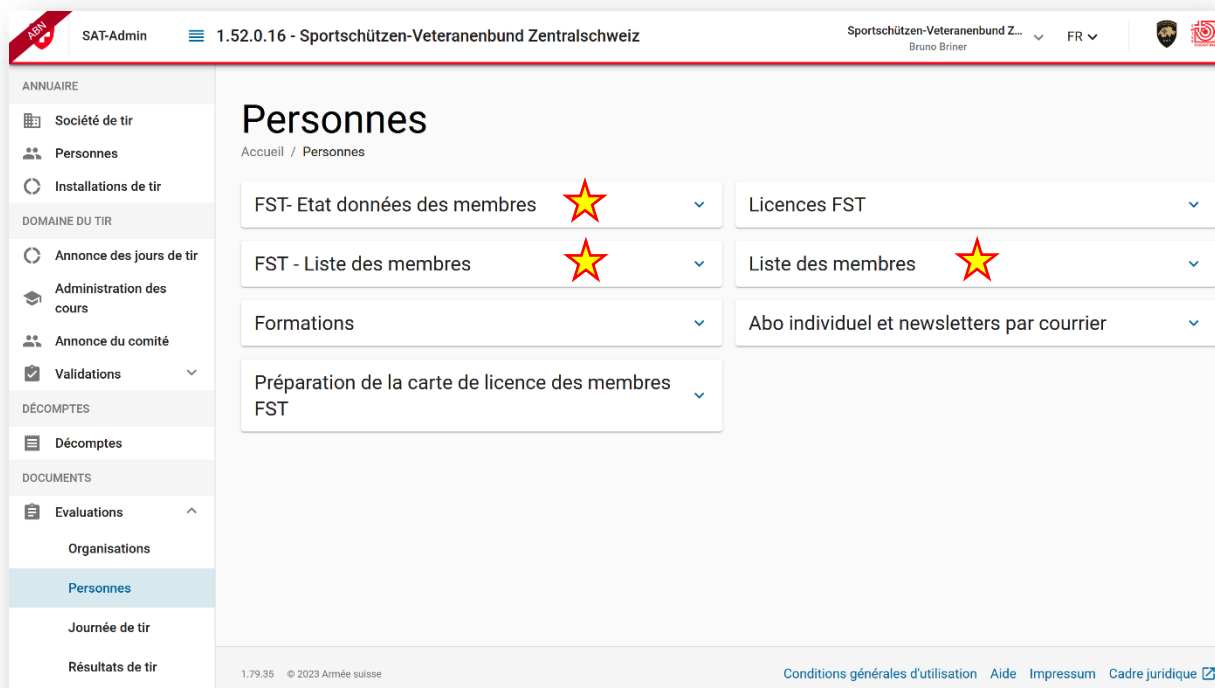 ABN
SAT-Admin
1.52.0.16 - Sportschützen-Veteranenbund Zentralschweiz
Sportschützen-Veteranenbund Z...
Bruno Briner
FR
ANNUAIRE
Société de tir
Personnes
Installations de tir
DOMAINE DU TIR
Annonce des jours de tir
Administration des
cours
Annonce du comité
Validations
DÉCOMPTES
Décomptes
DOCUMENTS
Evaluations
Organisations
Personnes
Journée de tir
Résultats de tir
Personnes
Accueil / Personnes
FST- Etat données des membres
Licences FST
FST - Liste des membres
Liste des membres
Formations
Abo individuel et newsletters par courrier
Préparation de la carte de licence des membres
FST
1.79.35 © 2023 Armée suisse
Conditions générales d'utilisation Aide Impressum Cadre juridique